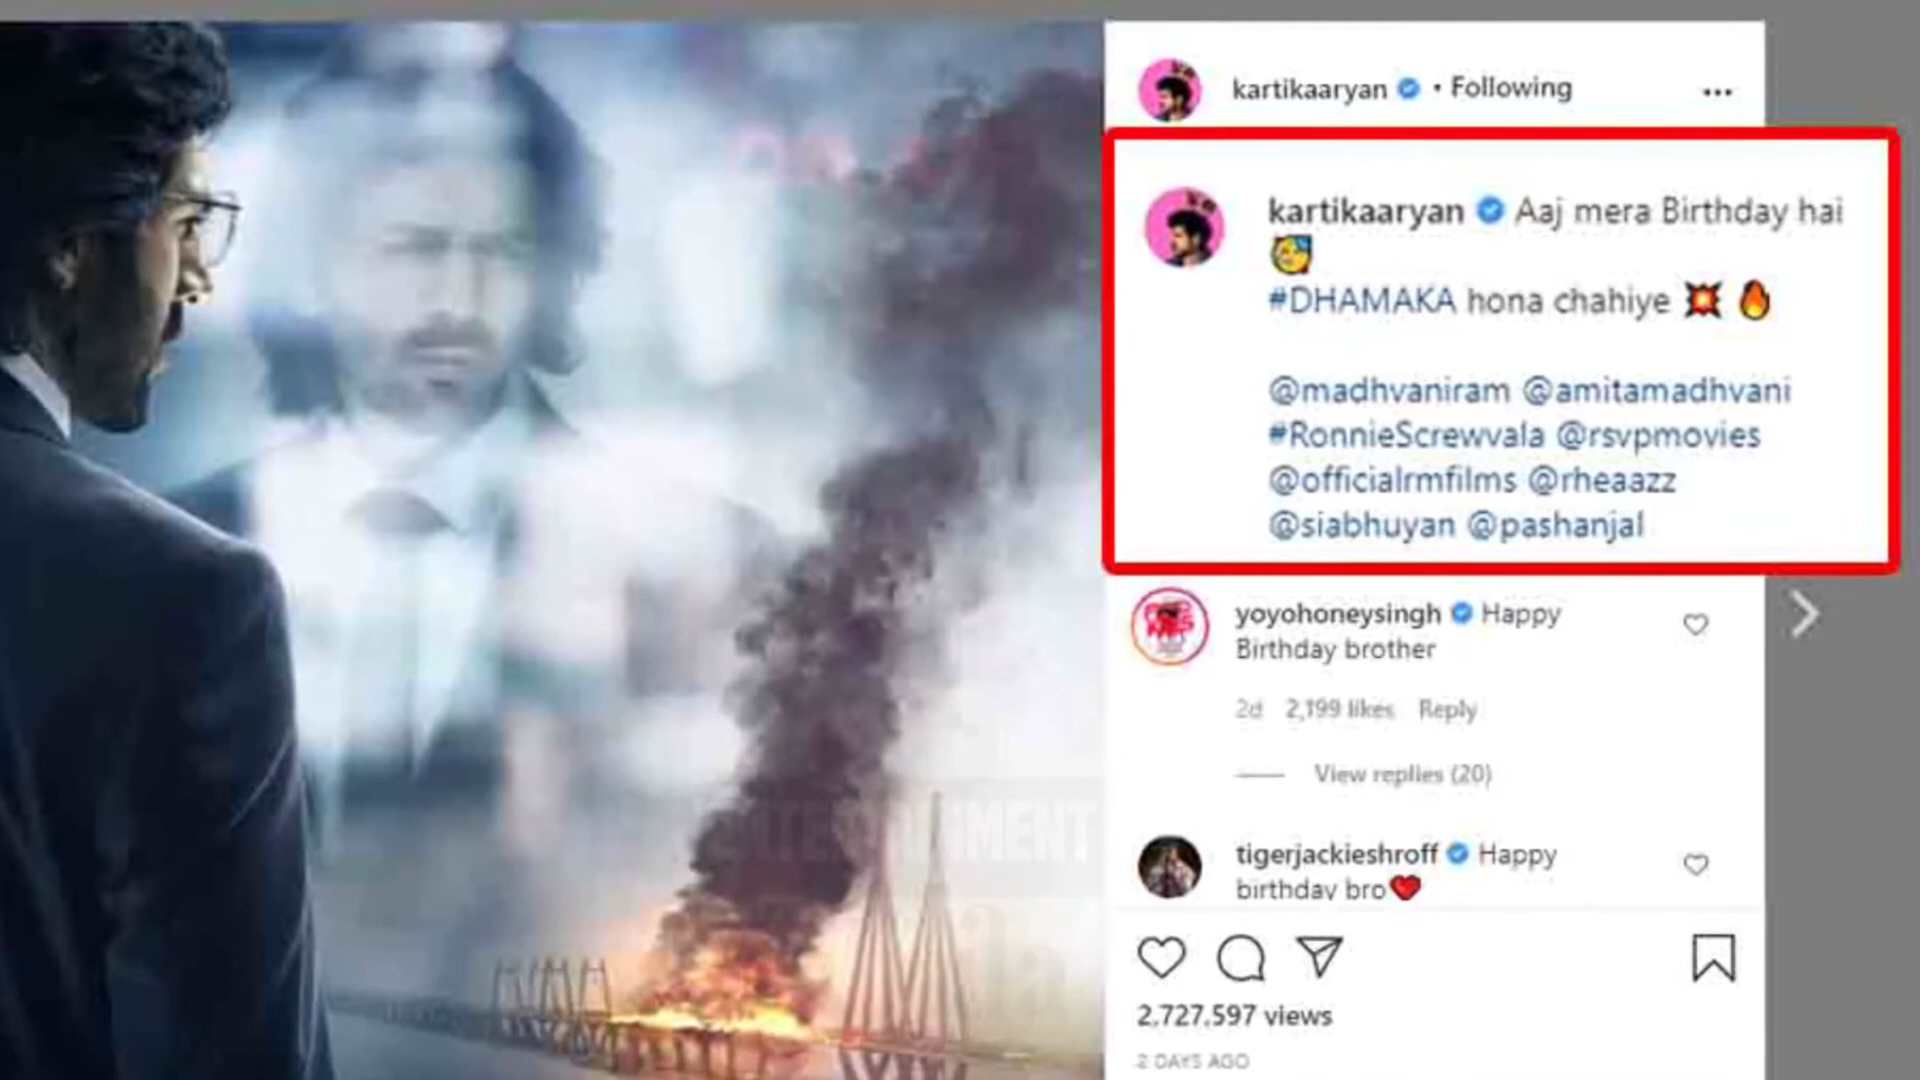 kartikaaryan • Following
kartikaaryan Aaj mera Birthday hai
🥳
#DHAMAKA hona chahiye 💥 🔥
@madhvaniram @amitamadhvani
#RonnieScrewvala @rsvpmovies
@officialrmfilms @rheaazz
@siabhuyan @pashanjal
yoyohoneysingh Happy
Birthday brother
2d 2,199 likes Reply
View replies (20)
tigerjackieshroff Happy
birthday bro❤️
2,727,597 views
2 DAYS AGO